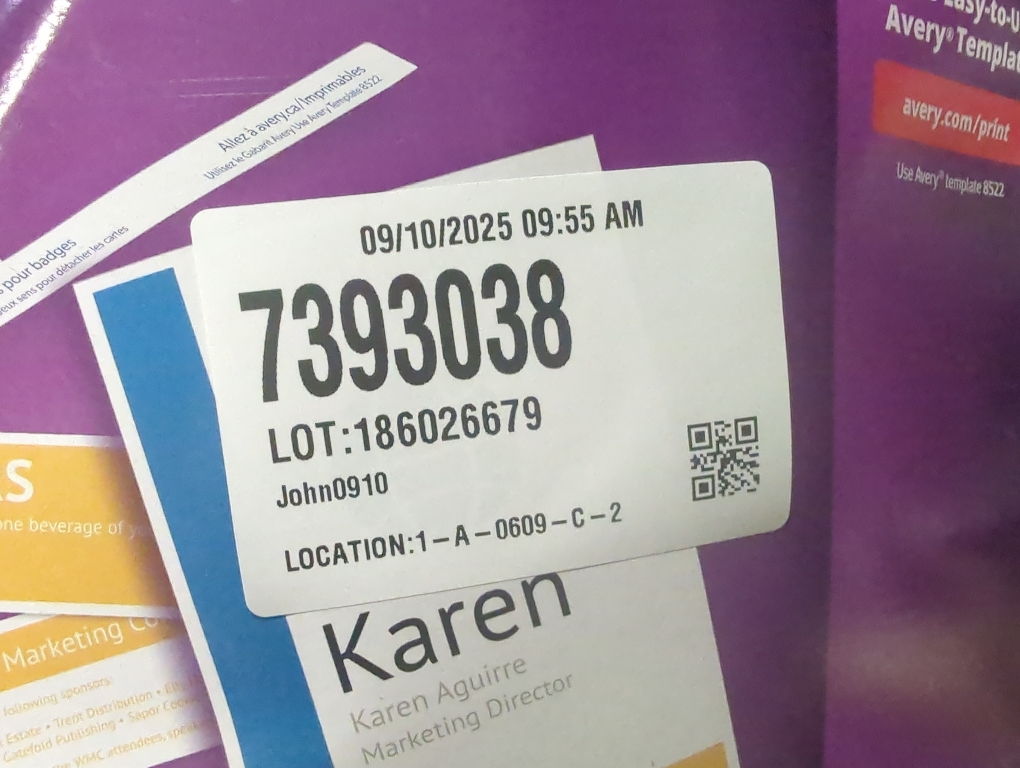 Allez à avery.ca/Imprimables
Utilisez le Gabarit Avery Use Avery Template 8522
pour badges
sens pour détacher les cartes
Easy-to-U
Avery® Templat
avery.com/print
Use Avery® template 8522
09/10/2025 09:55 AM
7393038
LOT:186026679
John0910
LOCATION:1-A-0609-C-2
Karen
Karen Aguirre
Marketing Director
one beverage of
Marketing
following sponsors:
Estate • Trent Distribution •
Gatefold Publishing • Sapor
WMC attendees,